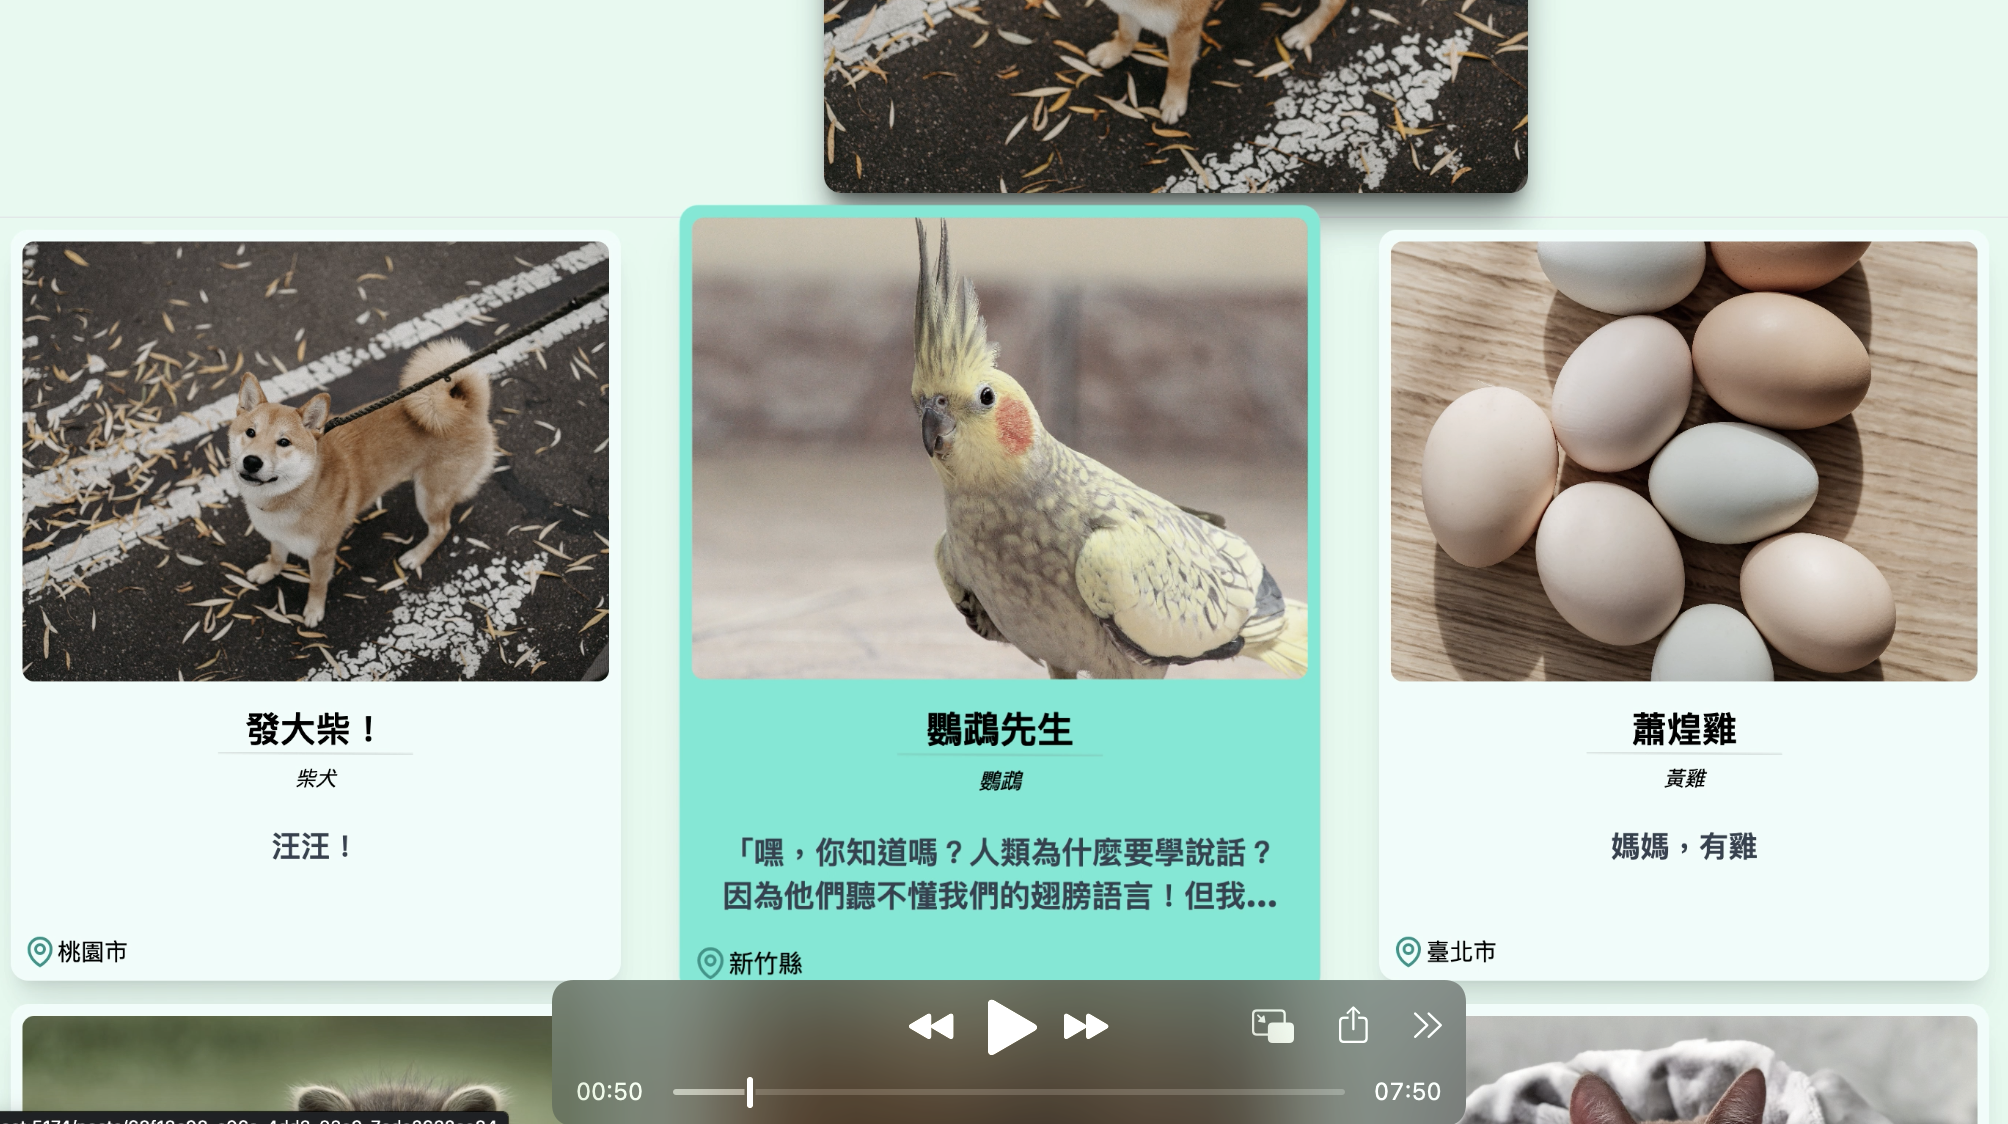 發大柴！
柴犬
汪汪！
桃園市
鸚鵡先生
鸚鵡
「嘿，你知道嗎？人類為什麼要學說話？
因為他們聽不懂我們的翅膀語言！但我...
新竹縣
蕭煌雞
黃雞
媽媽，有雞
臺北市
00:50
07:50